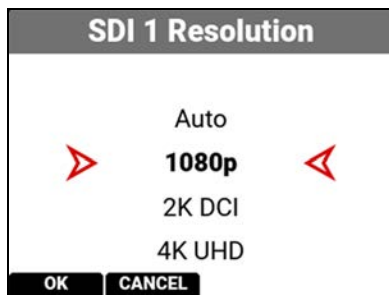 SDI 1 Resolution
Auto
1080p
2K DCI
4K UHD
OK CANCEL